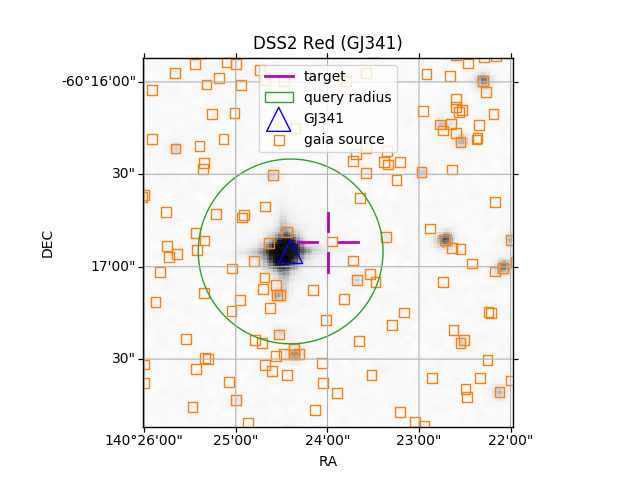 DSS2 Red (GJ341)
target
query radius
GJ341
gaia source
-60°16'00"
30"
17'00"
30"
DEC
140°26'00"
25'00"
24'00"
23'00"
22'00"
RA